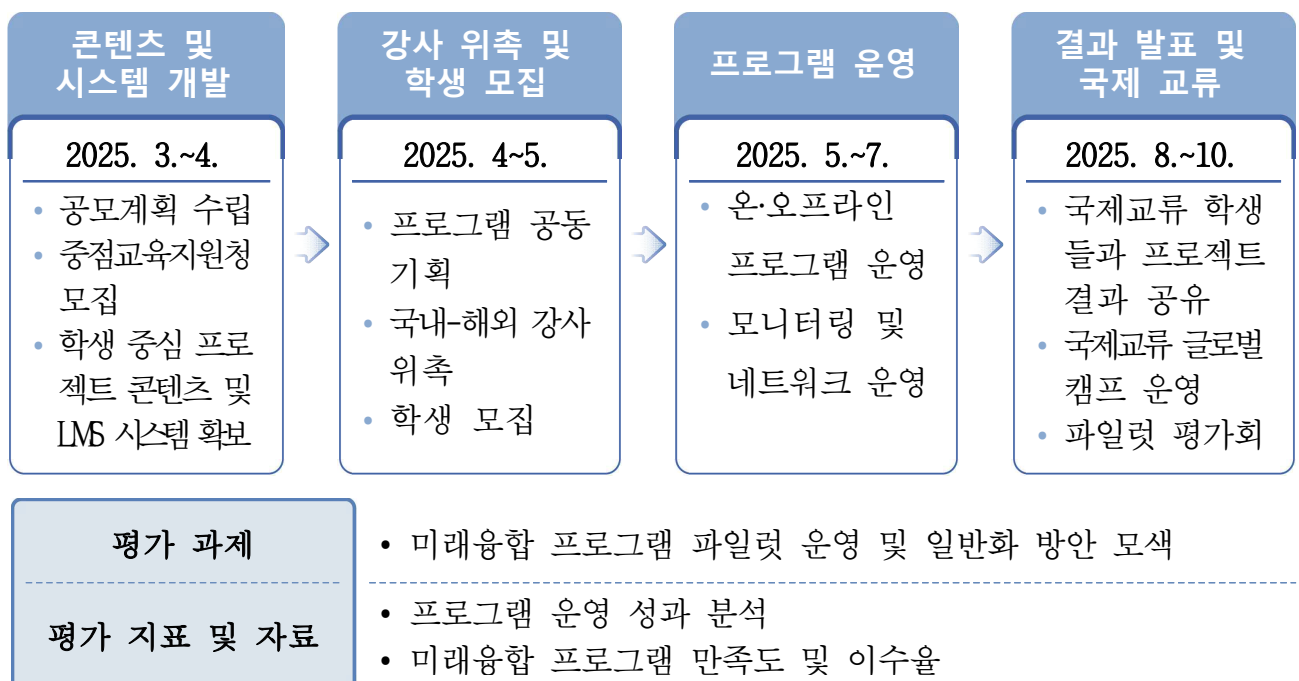 콘텐츠 및
시스템 개발
2025. 3.~4.
• 공모계획 수립
• 중점교육지원청
모집
• 학생 중심 프로
젝트 콘텐츠 및
LMS 시스템 확보
강사 위촉 및
학생 모집
2025. 4~5.
• 프로그램 공동
기획
• 국내-해외 강사
위촉
• 학생 모집
프로그램 운영
2025. 5.~7.
• 온·오프라인
프로그램 운영
• 모니터링 및
네트워크 운영
결과 발표 및
국제 교류
2025. 8.~10.
• 국제교류 학생
들과 프로젝트
결과 공유
• 국제교류 글로벌
캠프 운영
• 파일럿 평가회
평가 과제
• 미래융합 프로그램 파일럿 운영 및 일반화 방안 모색
평가 지표 및 자료
• 프로그램 운영 성과 분석
• 미래융합 프로그램 만족도 및 이수율